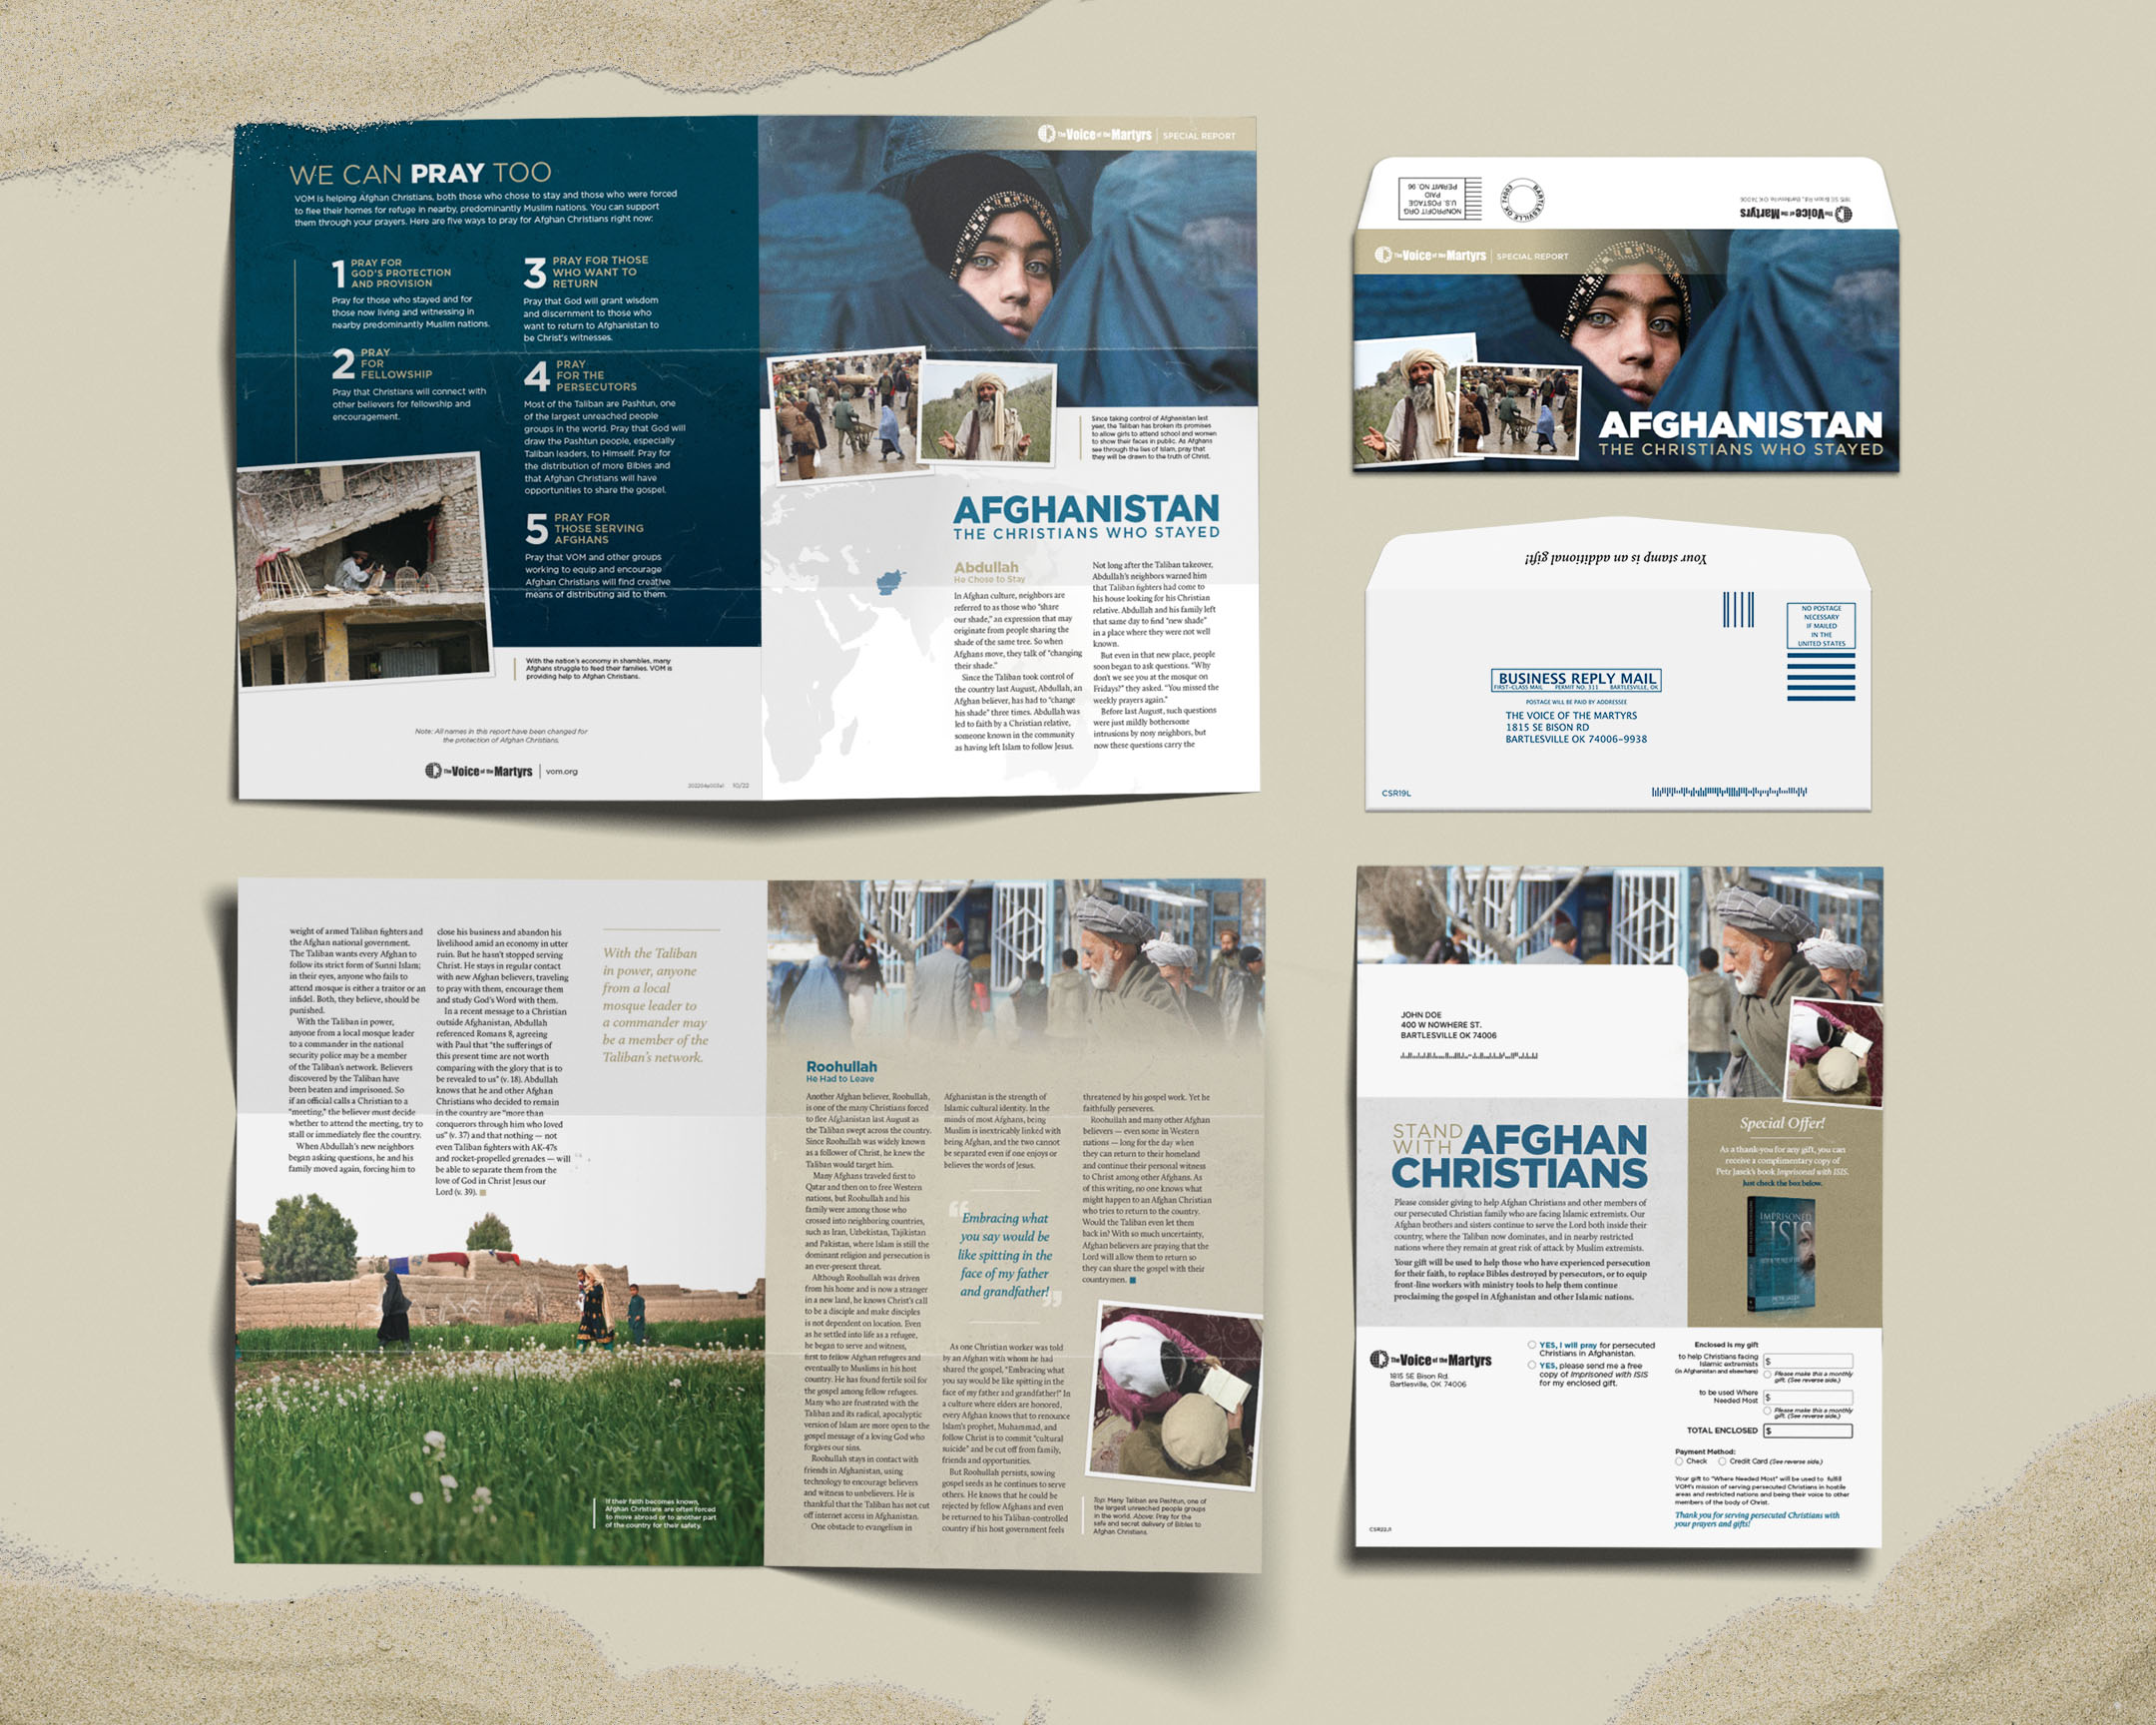 WE CAN PRAY TOO
VOM is helping Afghan Christians, both those who chose to stay and those who were forced
to flee their homes for refuge in nearby, predominantly Muslim nations. You can support
them through your prayers. Here are five ways to pray for Afghan Christians right now:
1 PRAY FOR
GOD'S PROTECTION
AND PROVISION
Pray for those who stayed and for
those now living and witnessing in
nearby predominantly Muslim nations.
2 PRAY
FOR
FELLOWSHIP
Pray that Christians will connect with
other believers for fellowship and
encouragement.
3 PRAY FOR THOSE
WHO WANT TO
RETURN
Pray that God will grant wisdom
and discernment to those who
want to return to Afghanistan to
be Christ's witnesses.
4 PRAY
FOR THE
PERSECUTORS
Most of the Taliban are Pashtun, one
of the largest unreached people
groups in the world. Pray that God will
draw the Pashtun people, especially
Taliban leaders, to Himself. Pray for
the distribution of more Bibles and
that Afghan Christians will have
opportunities to share the gospel.
5 PRAY FOR
THOSE SERVING
AFGHANS
Pray that VOM and other groups
working to equip and encourage
Afghan Christians will find creative
means of distributing aid to them.
With the nation's economy in shambles, many
Afghans struggle to feed their families. VOM is
providing help to Afghan Christians.
Note: All names in this report have been changed for
the protection of Afghan Christians.
The Voice of the Martyrs | vom.org
10/22
The Voice of the Martyrs | SPECIAL REPORT
Since taking control of Afghanistan last
year, the Taliban has broken its promises
to allow girls to attend school and women
to show their faces in public. As Afghans
see through the lies of Islam, pray that
they will be drawn to the truth of Christ.
AFGHANISTAN
THE CHRISTIANS WHO STAYED
Abdullah
He Chose to Stay
In Afghan culture, neighbors are
referred to as those who "share
our shade," an expression that may
originate from people sharing the
shade of the same tree. So when
Afghans move, they talk of "changing
their shade."
Since the Taliban took control of
the country last August, Abdullah, an
Afghan believer, has had to "change
his shade" three times. Abdullah was
led to faith by a Christian relative,
someone known in the community
as having left Islam to follow Jesus.
Not long after the Taliban takeover,
Abdullah's neighbors warned him
that Taliban fighters had come to
his house looking for his Christian
relative. Abdullah and his family left
that same day to find "new shade"
in a place where they were not well
known.
But even in that new place, people
soon began to ask questions. "Why
don't we see you at the mosque on
Fridays?" they asked. "You missed the
weekly prayers again."
Before last August, such questions
were just mildly bothersome
intrusions by nosy neighbors, but
now these questions carry the
NONPROFIT ORG
U.S. POSTAGE
PAID
PERMIT NO. 96
BARTLESVILLE, OK
The Voice of the Martyrs
1815 SE Bison Rd., Bartlesville, OK 74006
The Voice of the Martyrs | SPECIAL REPORT
AFGHANISTAN
THE CHRISTIANS WHO STAYED
Your stamp is an additional gift!
NO POSTAGE
NECESSARY
IF MAILED
IN THE
UNITED STATES
BUSINESS REPLY MAIL
FIRST-CLASS MAIL PERMIT NO. 311 BARTLESVILLE, OK
POSTAGE WILL BE PAID BY ADDRESSEE
THE VOICE OF THE MARTYRS
1815 SE BISON RD
BARTLESVILLE OK 74006-9938
CSR19L
weight of armed Taliban fighters and
the Afghan national government.
The Taliban wants every Afghan to
follow its strict form of Sunni Islam;
in their eyes, anyone who fails to
attend mosque is either a traitor or an
infidel. Both, they believe, should be
punished.
With the Taliban in power,
anyone from a local mosque leader
to a commander in the national
security police may be a member
of the Taliban's network. Believers
discovered by the Taliban have
been beaten and imprisoned. So
if an official calls a Christian to a
"meeting," the believer must decide
whether to attend the meeting, try to
stall or immediately flee the country.
When Abdullah's new neighbors
began asking questions, he and his
family moved again, forcing him to
close his business and abandon his
livelihood amid an economy in utter
ruin. But he hasn't stopped serving
Christ. He stays in regular contact
with new Afghan believers, traveling
to pray with them, encourage them
and study God's Word with them.
In a recent message to a Christian
outside Afghanistan, Abdullah
referenced Romans 8, agreeing
with Paul that "the sufferings of
this present time are not worth
comparing with the glory that is to
be revealed to us" (v. 18). Abdullah
knows that he and other Afghan
Christians who decided to remain
in the country are "more than
conquerors through him who loved
us" (v. 37) and that nothing — not
even Taliban fighters with AK-47s
and rocket-propelled grenades — will
be able to separate them from the
love of God in Christ Jesus our
Lord (v. 39).
With the Taliban
in power, anyone
from a local
mosque leader to
a commander may
be a member of the
Taliban's network.
If their faith becomes known,
Afghan Christians are often forced
to move abroad or to another part
of the country for their safety.
Roohullah
He Had to Leave
Another Afghan believer, Roohullah,
is one of the many Christians forced
to flee Afghanistan last August as
the Taliban swept across the country.
Since Roohullah was widely known
as a follower of Christ, he knew the
Taliban would target him.
Many Afghans traveled first to
Qatar and then on to free Western
nations, but Roohullah and his
family were among those who
crossed into neighboring countries,
such as Iran, Uzbekistan, Tajikistan
and Pakistan, where Islam is still the
dominant religion and persecution is
an ever-present threat.
Although Roohullah was driven
from his home and is now a stranger
in a new land, he knows Christ's call
to be a disciple and make disciples
is not dependent on location. Even
as he settled into life as a refugee,
he began to serve and witness,
first to fellow Afghan refugees and
eventually to Muslims in his host
country. He has found fertile soil for
the gospel among fellow refugees.
Many who are frustrated with the
Taliban and its radical, apocalyptic
version of Islam are more open to the
gospel message of a loving God who
forgives our sins.
Roohullah stays in contact with
friends in Afghanistan, using
technology to encourage believers
and witness to unbelievers. He is
thankful that the Taliban has not cut
off internet access in Afghanistan.
One obstacle to evangelism in
Afghanistan is the strength of
Islamic cultural identity. In the
minds of most Afghans, being
Muslim is inextricably linked with
being Afghan, and the two cannot
be separated even if one enjoys or
believes the words of Jesus.
"Embracing what
you say would be
like spitting in the
face of my father
and grandfather!"
As one Christian worker was told
by an Afghan with whom he had
shared the gospel, "Embracing what
you say would be like spitting in the
face of my father and grandfather!" In
a culture where elders are honored,
every Afghan knows that to renounce
Islam's prophet, Muhammad, and
follow Christ is to commit "cultural
suicide" and be cut off from family,
friends and opportunities.
But Roohullah persists, sowing
gospel seeds as he continues to serve
others. He knows that he could be
rejected by fellow Afghans and even
be returned to his Taliban-controlled
country if his host government feels
threatened by his gospel work. Yet he
faithfully perseveres.
Roohullah and many other Afghan
believers — even some in Western
nations — long for the day when
they can return to their homeland
and continue their personal witness
to Christ among other Afghans. As
of this writing, no one knows what
might happen to an Afghan Christian
who tries to return to the country.
Would the Taliban even let them
back in? With so much uncertainty,
Afghan believers are praying that the
Lord will allow them to return so
they can share the gospel with their
countrymen.
Top: Many Taliban are Pashtun, one of
the largest unreached people groups
in the world. Above: Pray for the
safe and secret delivery of Bibles to
Afghan Christians.
JOHN DOE
400 W NOWHERE ST.
BARTLESVILLE OK 74006
STAND
WITH AFGHAN
CHRISTIANS
Please consider giving to help Afghan Christians and other members of
our persecuted Christian family who are facing Islamic extremists. Our
Afghan brothers and sisters continue to serve the Lord both inside their
country, where the Taliban now dominates, and in nearby restricted
nations where they remain at great risk of attack by Muslim extremists.
Your gift will be used to help those who have experienced persecution
for their faith, to replace Bibles destroyed by persecutors, or to equip
front-line workers with ministry tools to help them continue
proclaiming the gospel in Afghanistan and other Islamic nations.
Special Offer!
As a thank-you for any gift, you can
receive a complimentary copy of
Petr Jasek's book Imprisoned with ISIS.
Just check the box below.
IMPRISONED
ISIS
PETR JASEK
The Voice of the Martyrs
1815 SE Bison Rd.
Bartlesville, OK 74006
YES, I will pray for persecuted
Christians in Afghanistan.
YES, please send me a free
copy of Imprisoned with ISIS
for my enclosed gift.
Enclosed is my gift
to help Christians facing
Islamic extremists
(in Afghanistan and elsewhere)
$
Please make this a monthly
gift. (See reverse side.)
to be used Where
Needed Most
$
Please make this a monthly
gift. (See reverse side.)
TOTAL ENCLOSED $
Payment Method:
Check Credit Card (See reverse side.)
Your gift to "Where Needed Most" will be used to fulfill
VOM's mission of serving persecuted Christians in hostile
areas and restricted nations and being their voice to other
members of the body of Christ.
Thank you for serving persecuted Christians with
your prayers and gifts!